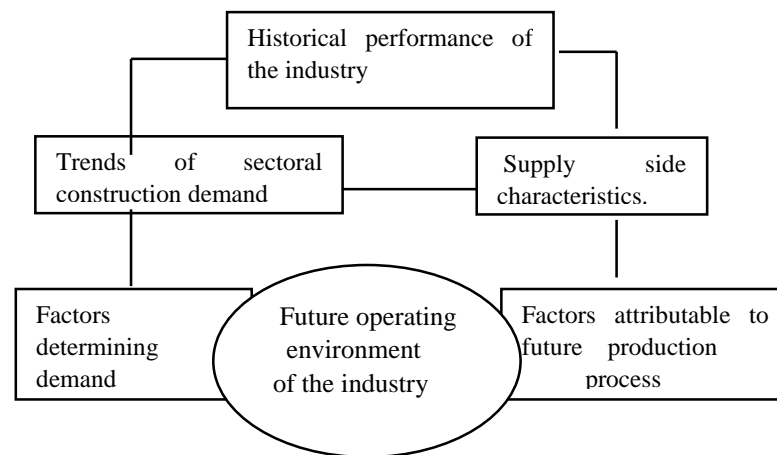 Historical performance of
the industry
Trends of sectoral
construction demand
Supply side
characteristics.
Factors
determining
demand
Future operating
environment
of the industry
Factors attributable to
future production
process